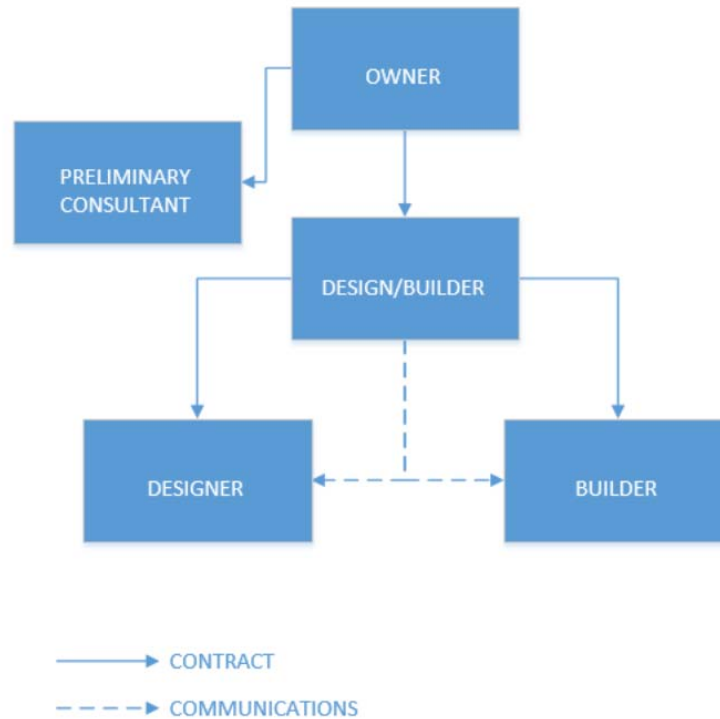 OWNER
PRELIMINARY
CONSULTANT
DESIGN/BUILDER
DESIGNER
BUILDER
CONTRACT
COMMUNICATIONS